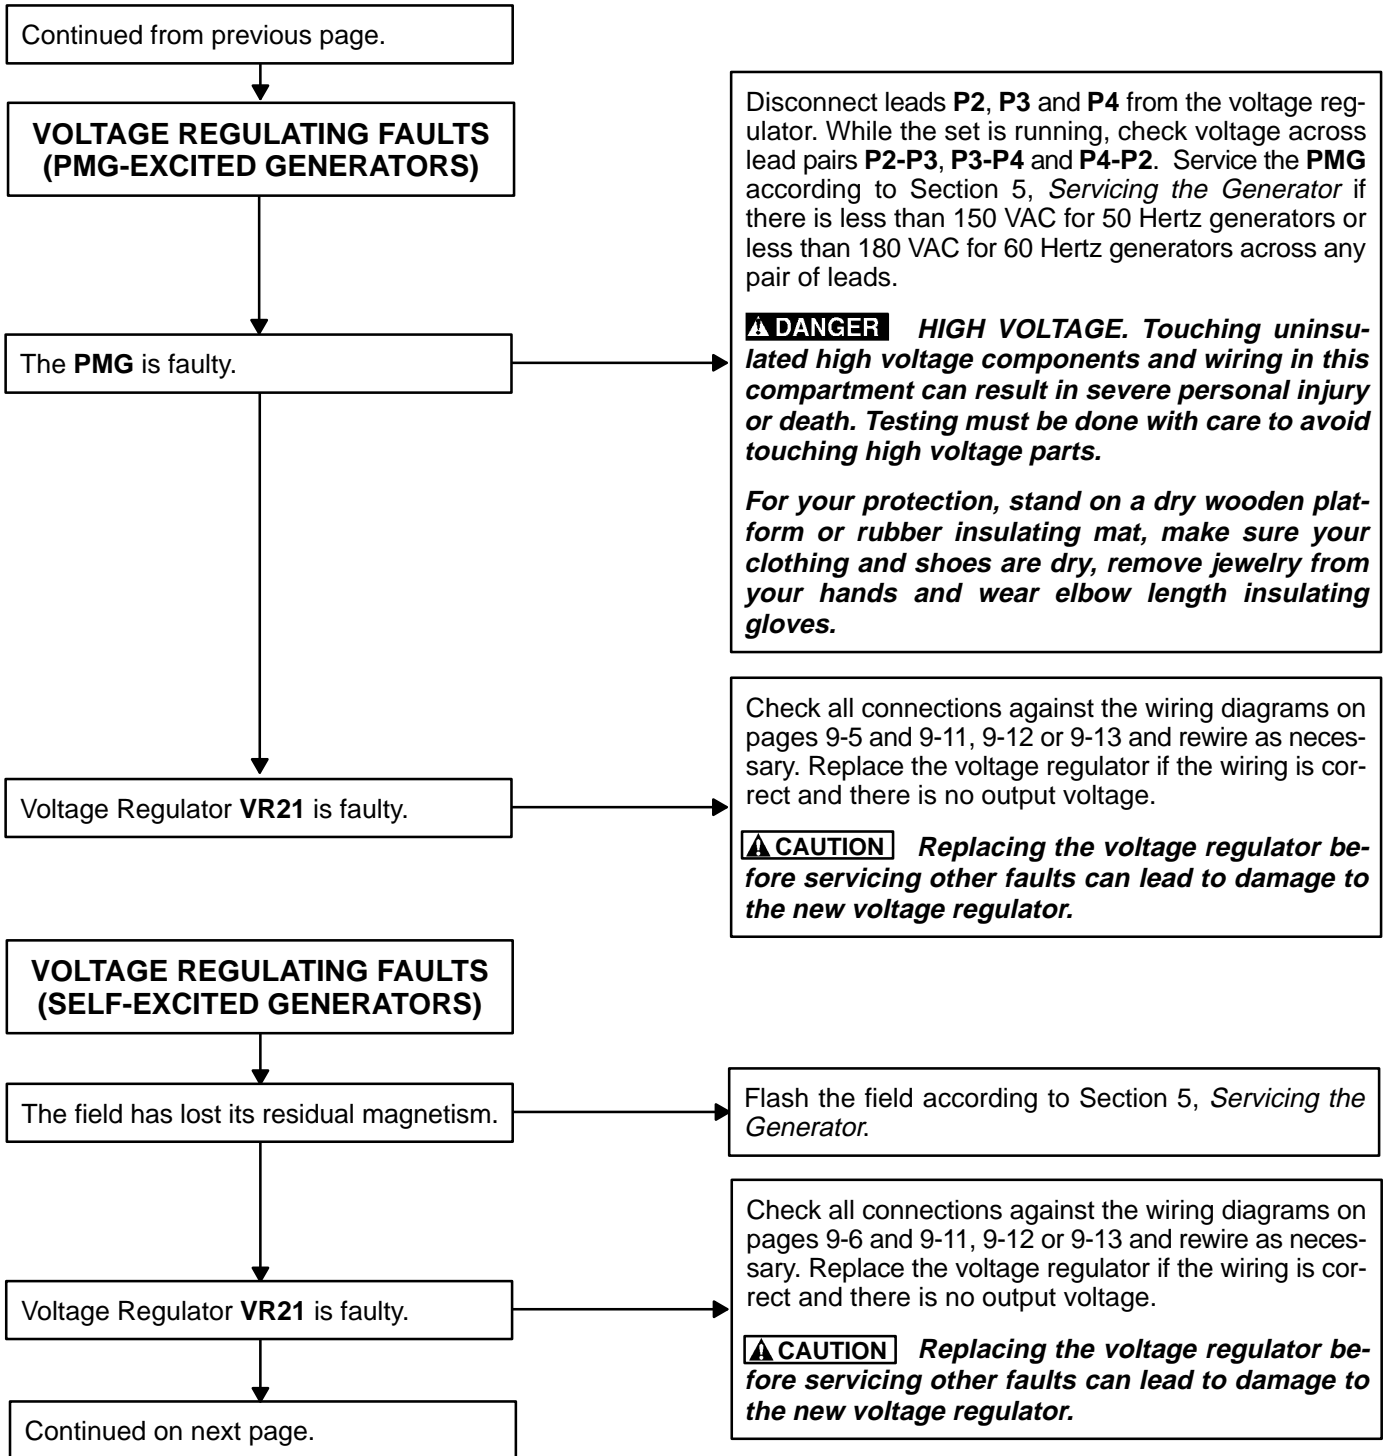 Continued from previous page.
VOLTAGE REGULATING FAULTS
(PMG-EXCITED GENERATORS)
Disconnect leads P2, P3 and P4 from the voltage reg-
ulator. While the set is running, check voltage across
lead pairs P2-P3, P3-P4 and P4-P2. Service the PMG
according to Section 5, Servicing the Generator if
there is less than 150 VAC for 50 Hertz generators or
less than 180 VAC for 60 Hertz generators across any
pair of leads.
The PMG is faulty.
DANGER HIGH VOLTAGE. Touching uninsu-
lated high voltage components and wiring in this
compartment can result in severe personal injury
or death. Testing must be done with care to avoid
touching high voltage parts.
For your protection, stand on a dry wooden plat-
form or rubber insulating mat, make sure your
clothing and shoes are dry, remove jewelry from
your hands and wear elbow length insulating
gloves.
Voltage Regulator VR21 is faulty.
Check all connections against the wiring diagrams on
pages 9-5 and 9-11, 9-12 or 9-13 and rewire as neces-
sary. Replace the voltage regulator if the wiring is cor-
rect and there is no output voltage.
CAUTION Replacing the voltage regulator be-
fore servicing other faults can lead to damage to
the new voltage regulator.
VOLTAGE REGULATING FAULTS
(SELF-EXCITED GENERATORS)
The field has lost its residual magnetism.
Flash the field according to Section 5, Servicing the
Generator.
Voltage Regulator VR21 is faulty.
Check all connections against the wiring diagrams on
pages 9-6 and 9-11, 9-12 or 9-13 and rewire as neces-
sary. Replace the voltage regulator if the wiring is cor-
rect and there is no output voltage.
CAUTION Replacing the voltage regulator be-
fore servicing other faults can lead to damage to
the new voltage regulator.
Continued on next page.